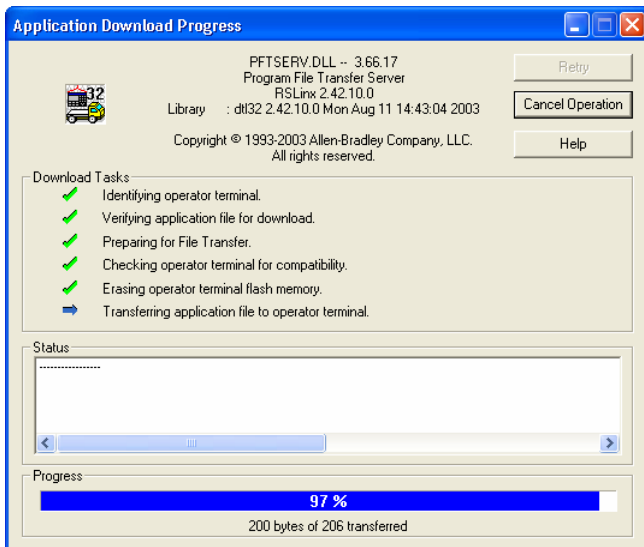 Application Download Progress
PFTSERV.DLL -- 3.66.17
Program File Transfer Server
RSLinx 2.42.10.0
Library : dtl32 2.42.10.0 Mon Aug 11 14:43:04 2003
Copyright © 1993-2003 Allen-Bradley Company, LLC.
All rights reserved.
32
Retry
Cancel Operation
Help
Download Tasks
Identifying operator terminal.
Verifying application file for download.
Preparing for File Transfer.
Checking operator terminal for compatibility.
Erasing operator terminal flash memory.
Transferring application file to operator terminal.
Status
-----------------
Progress
97 %
200 bytes of 206 transferred